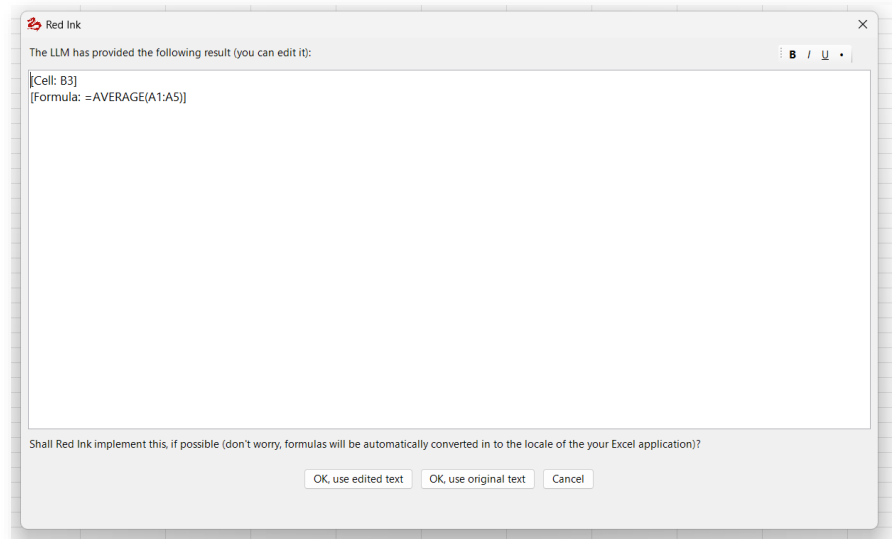 Red Ink
The LLM has provided the following result (you can edit it):
B I U •
[Cell: B3]
[Formula: =AVERAGE(A1:A5)]
Shall Red Ink implement this, if possible (don't worry, formulas will be automatically converted in to the locale of the your Excel application)?
OK, use edited text OK, use original text Cancel